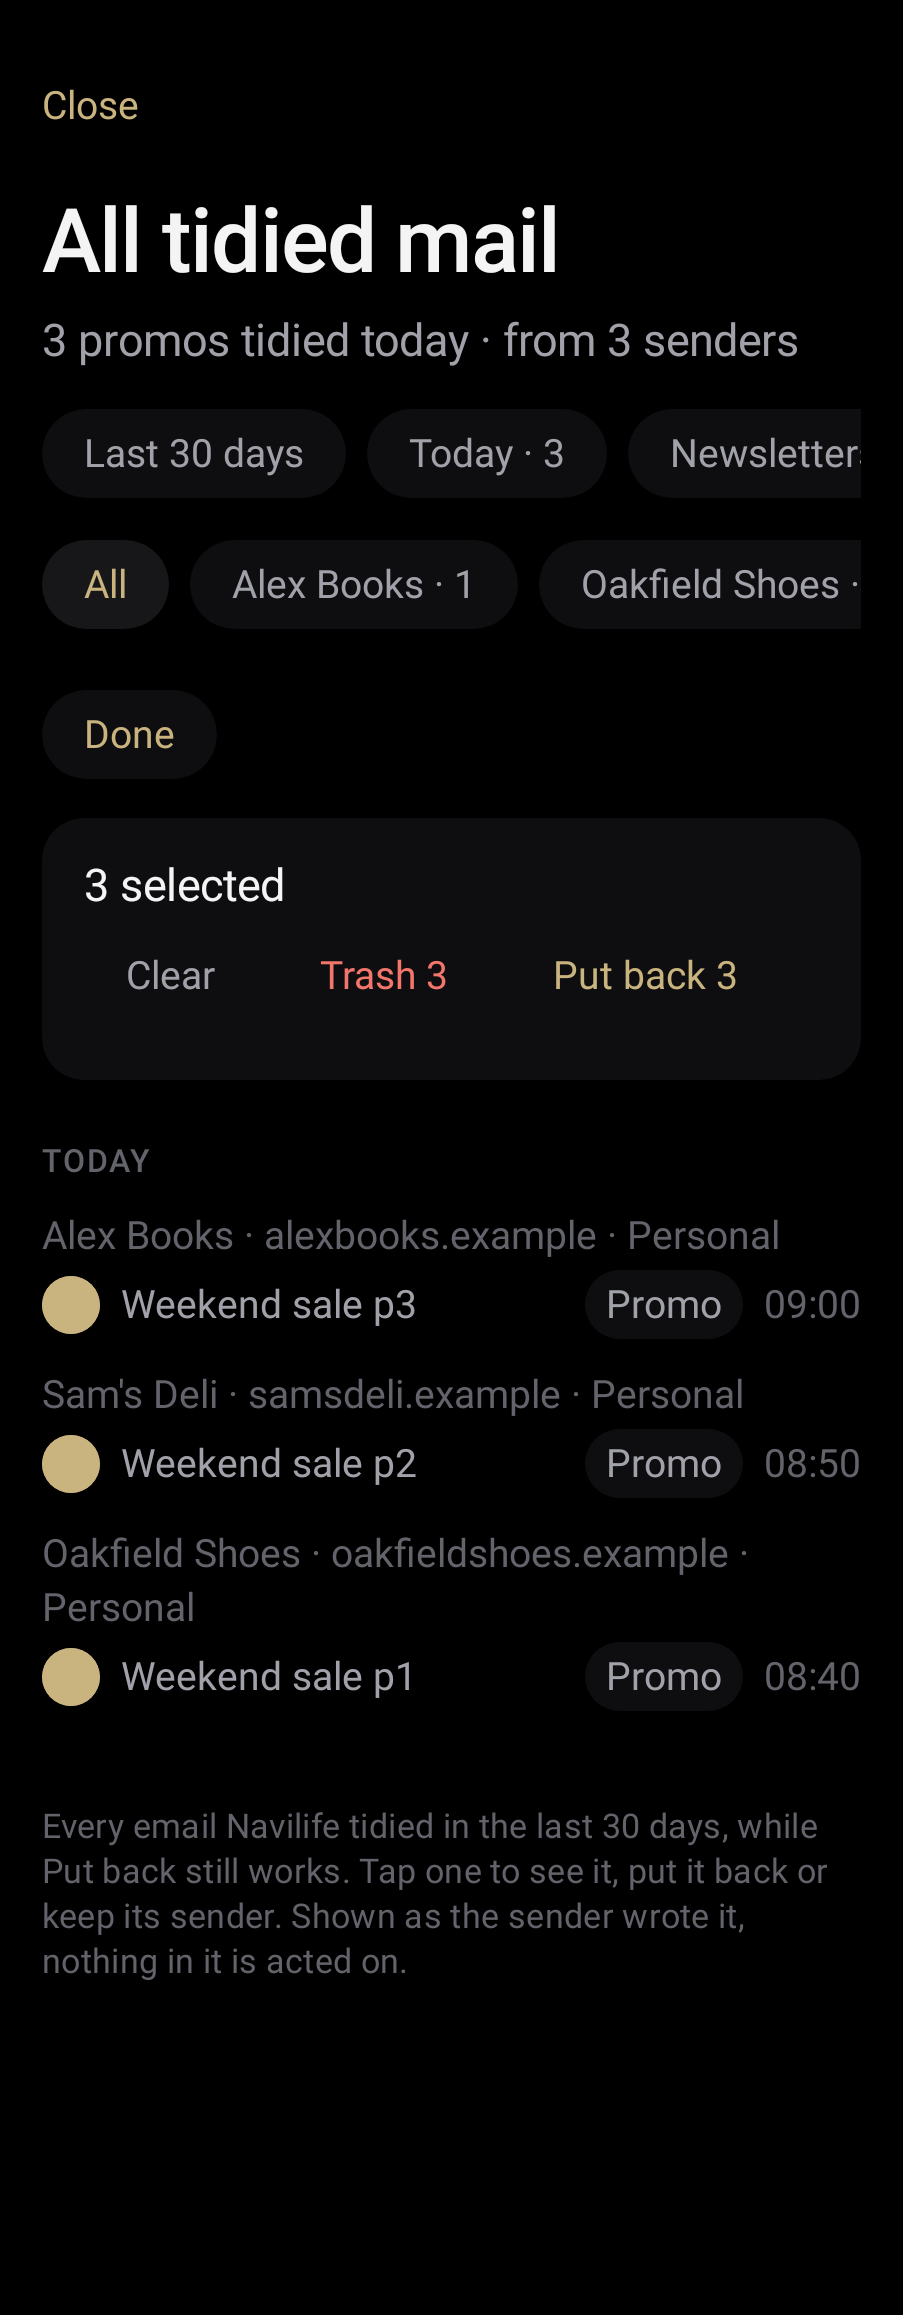 Close
All tidied mail
3 promos tidied today · from 3 senders
Last 30 days Today · 3 Newsletters
All Alex Books · 1 Oakfield Shoes ·
Done
3 selected
Clear Trash 3 Put back 3
TODAY
Alex Books · alexbooks.example · Personal
Weekend sale p3 Promo 09:00
Sam's Deli · samsdeli.example · Personal
Weekend sale p2 Promo 08:50
Oakfield Shoes · oakfieldshoes.example ·
Personal
Weekend sale p1 Promo 08:40
Every email Navilife tidied in the last 30 days, while
Put back still works. Tap one to see it, put it back or
keep its sender. Shown as the sender wrote it,
nothing in it is acted on.